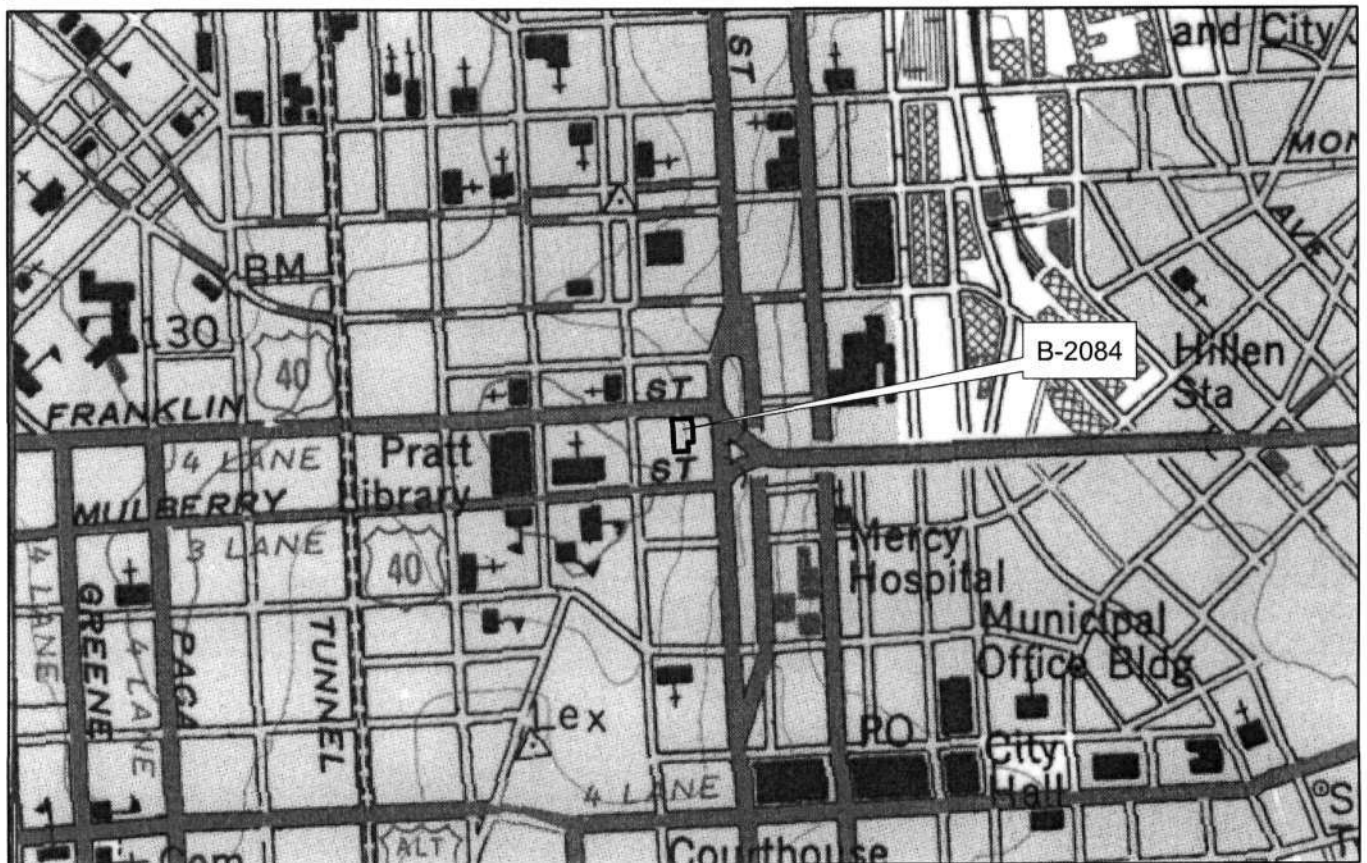 and City
ST
MON
AVE
BM
130
40
B-2084
Hillen
Sta
ST
FRANKLIN
4 LANE
Pratt
Library
ST
MULBERRY
3 LANE
40
Mercy
Hospital
4 LANE
GREENE
4 LANE
PACA
TUNNEL
Municipal
Office Bldg
Lex
PO
City
Hall
4 LANE
S
T
ALT
Com
Courthouse